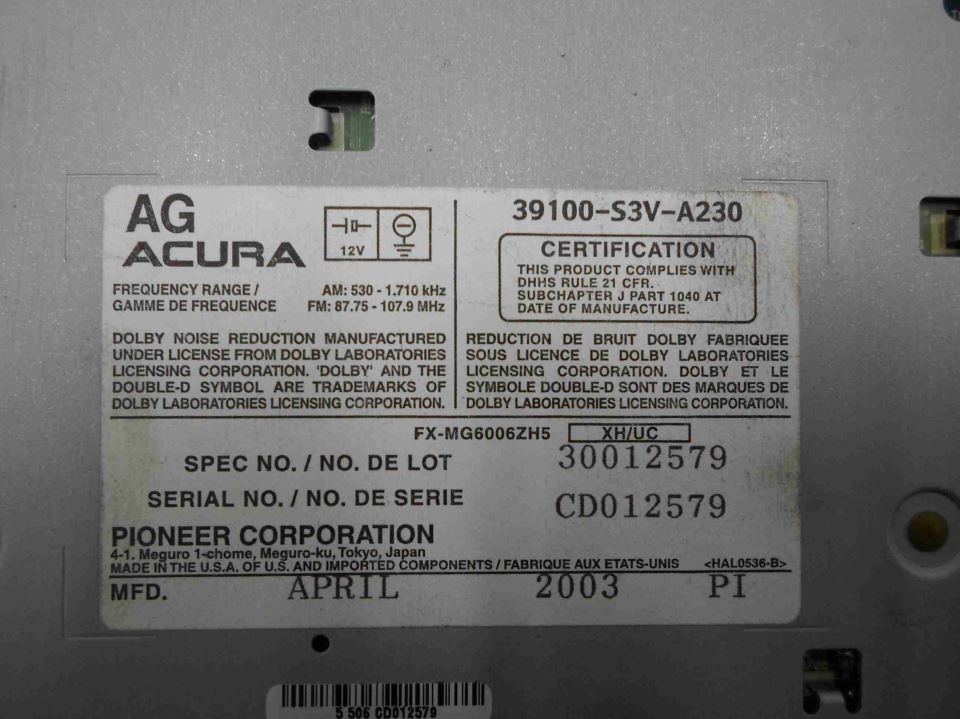 AG
ACURA
12V
39100-S3V-A230
CERTIFICATION
THIS PRODUCT COMPLIES WITH
DHHS RULE 21 CFR.
SUBCHAPTER J PART 1040 AT
DATE OF MANUFACTURE.
FREQUENCY RANGE / AM: 530 - 1.710 kHz
GAMME DE FREQUENCE FM: 87.75 - 107.9 MHz
DOLBY NOISE REDUCTION MANUFACTURED
UNDER LICENSE FROM DOLBY LABORATORIES
LICENSING CORPORATION. 'DOLBY' AND THE
DOUBLE-D SYMBOL ARE TRADEMARKS OF
DOLBY LABORATORIES LICENSING CORPORATION.
REDUCTION DE BRUIT DOLBY FABRIQUEE
SOUS LICENCE DE DOLBY LABORATORIES
LICENSING CORPORATION. DOLBY ET LE
SYMBOLE DOUBLE-D SONT DES MARQUES DE
DOLBY LABORATORIES LICENSING CORPORATION.
FX-MG6006ZH5 XH/UC
SPEC NO. / NO. DE LOT 30012579
SERIAL NO. / NO. DE SERIE CD012579
PIONEER CORPORATION
4-1. Meguro 1-chome, Meguro-ku, Tokyo, Japan
MADE IN THE U.S.A. OF U.S. AND IMPORTED COMPONENTS / FABRIQUE AUX ETATS-UNIS <HAL0536-B>
MFD. APRIL 2003 PI
5 506 CD012579